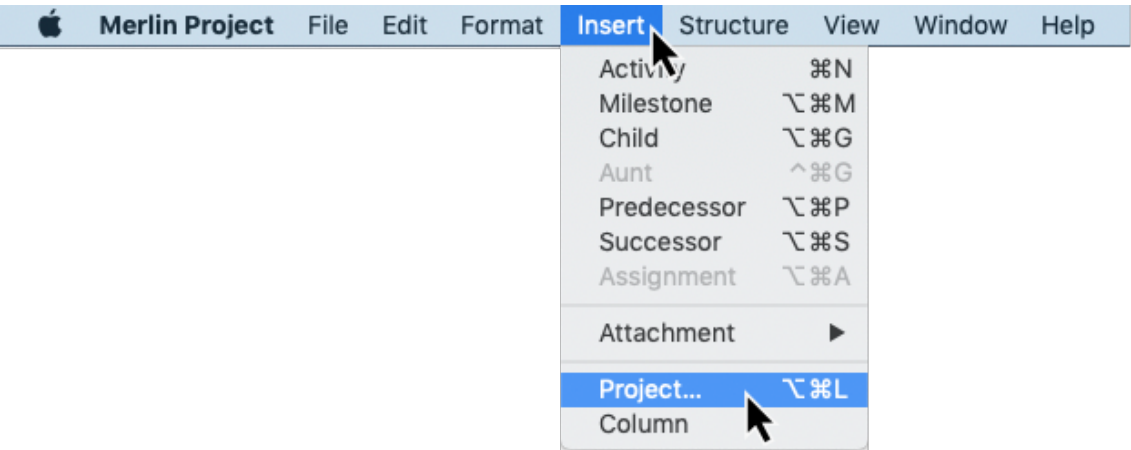 Merlin Project File Edit Format Insert Structure View Window Help
Activity ⌘N
Milestone ⌥⌘M
Child ⌥⌘G
Aunt ^⌘G
Predecessor ⌥⌘P
Successor ⌥⌘S
Assignment ⌥⌘A
Attachment ▶
Project... ⌥⌘L
Column